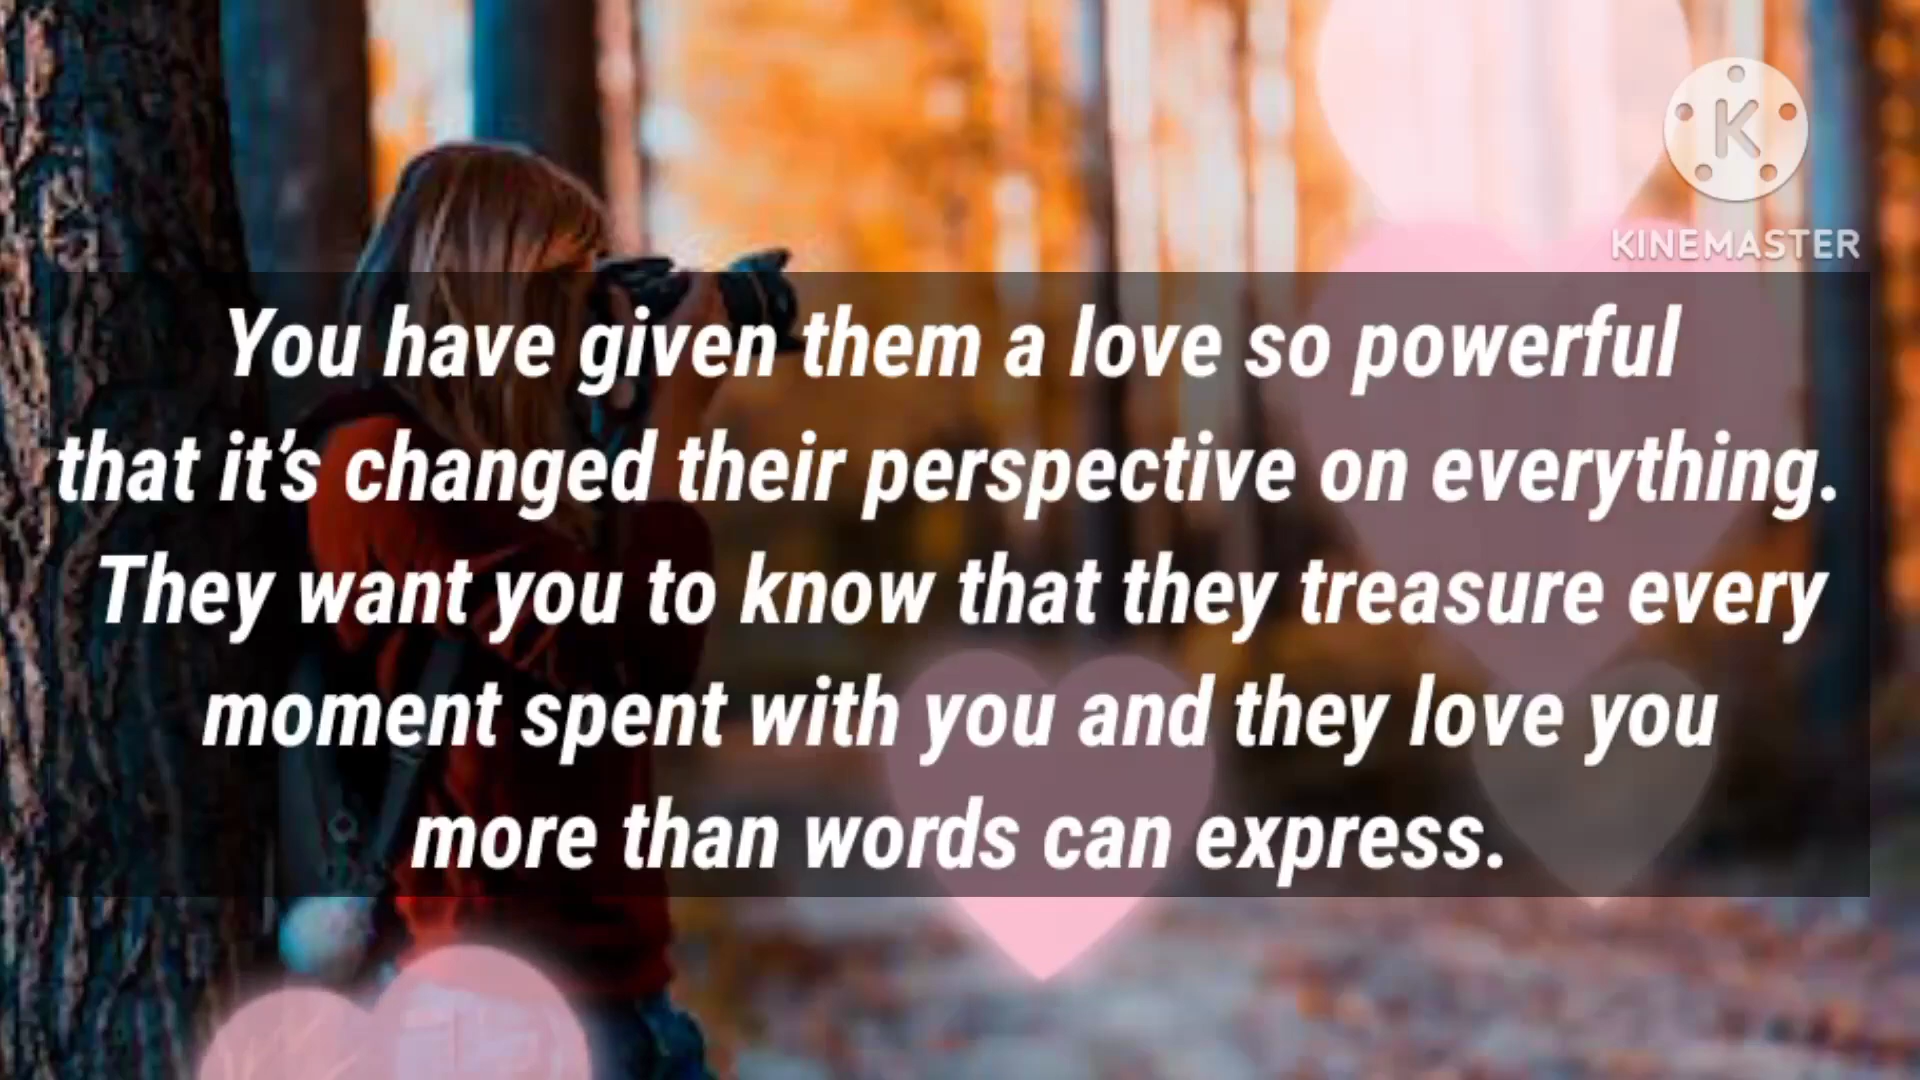 K
KINEMASTER
You have given them a love so powerful
that it’s changed their perspective on everything.
They want you to know that they treasure every
moment spent with you and they love you
more than words can express.